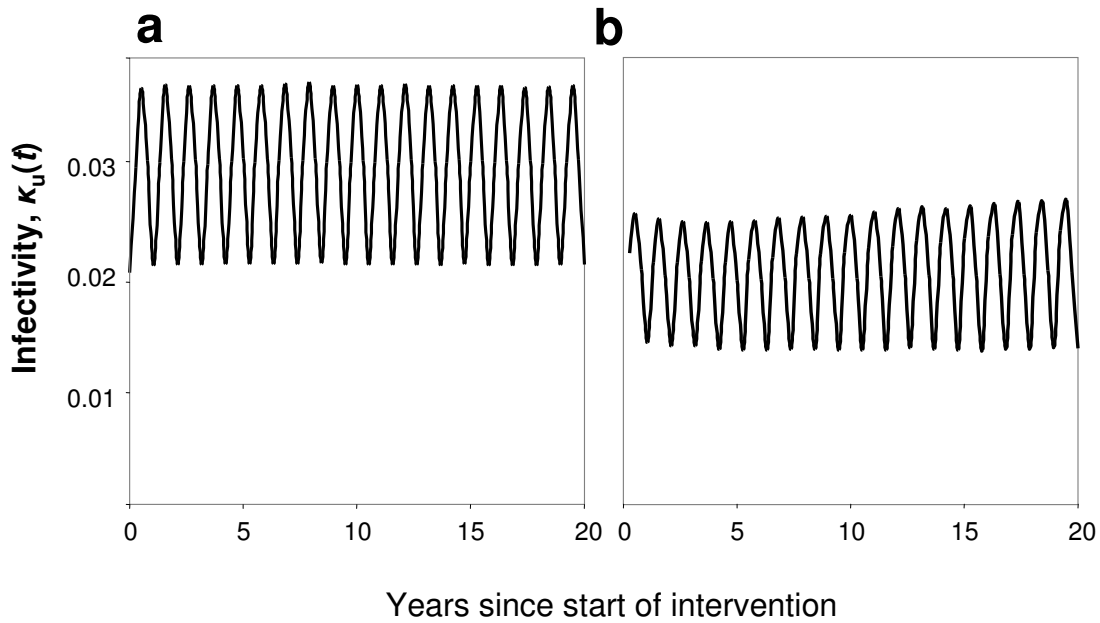 a
b
Infectivity, κu(t)
0.03
0.02
0.01
0 5 10 15 20
0 5 10 15 20
Years since start of intervention